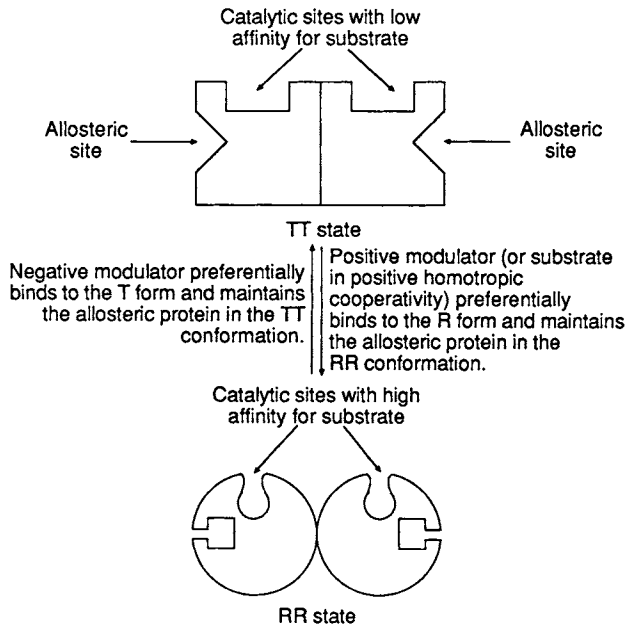 Catalytic sites with low
affinity for substrate
Allosteric
site
Allosteric
site
TT state
Negative modulator preferentially
binds to the T form and maintains
the allosteric protein in the TT
conformation.
Positive modulator (or substrate
in positive homotropic
cooperativity) preferentially
binds to the R form and maintains
the allosteric protein in the
RR conformation.
Catalytic sites with high
affinity for substrate
RR state